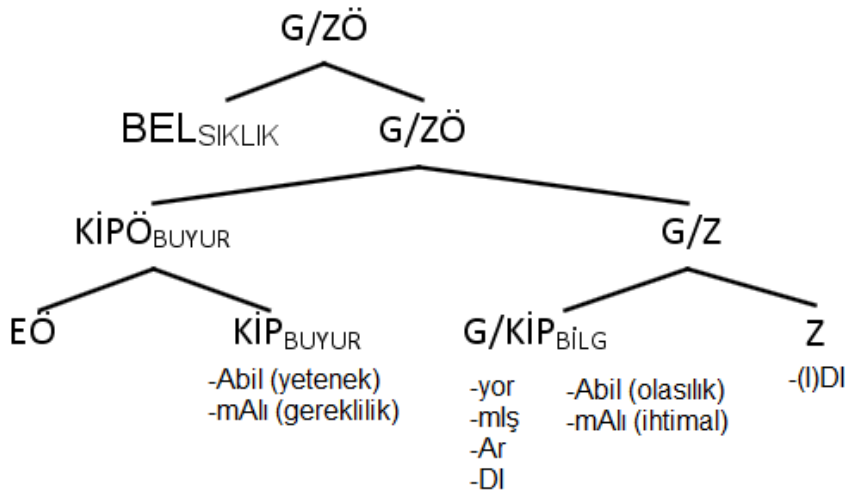 G/ZÖ
BELSIKLIK G/ZÖ
KİPÖBUYUR G/Z
EÖ KİPBUYUR G/KİPBİLG Z
-Abil (yetenek) -yor -Abil (olasılık) -(I)DI
-mAlı (gereklilik) -mIş -mAlı (ihtimal)
-Ar
-DI